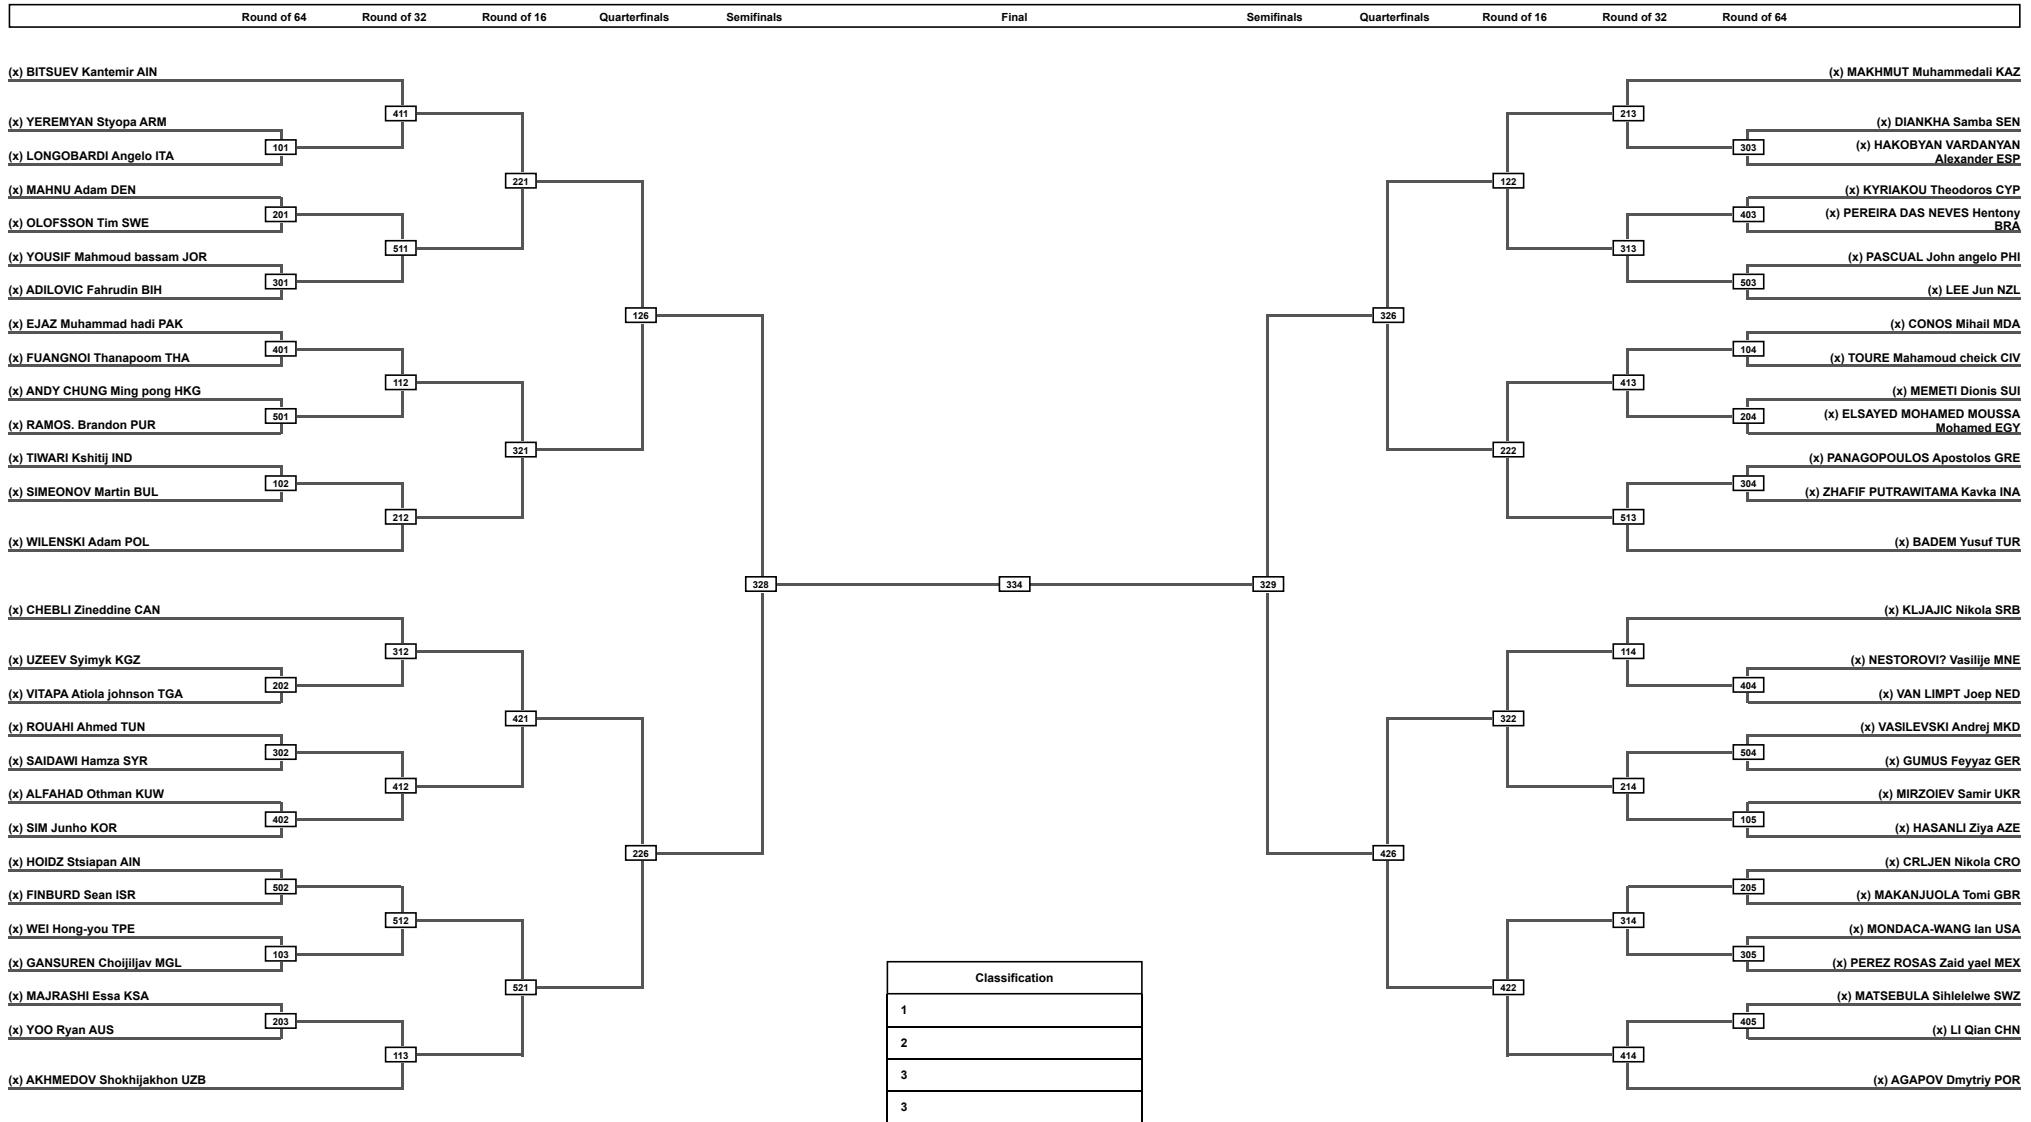 Round of 64 Round of 32 Round of 16 Quarterfinals Semifinals Final Semifinals Quarterfinals Round of 16 Round of 32 Round of 64
(x) BITSUEV Kantemir AIN
411
(x) YEREMYAN Styopa ARM
101
(x) LONGOBARDI Angelo ITA
221
(x) MAHNU Adam DEN
201
(x) OLOFSSON Tim SWE
511
(x) YOUSIF Mahmoud bassam JOR
301
(x) ADILOVIC Fahrudin BIH
126
(x) EJAZ Muhammad hadi PAK
401
(x) FUANGNOI Thanapoom THA
112
(x) ANDY CHUNG Ming pong HKG
501
(x) RAMOS. Brandon PUR
321
(x) TIWARI Kshitij IND
102
(x) SIMEONOV Martin BUL
212
(x) WILENSKI Adam POL
328
334
329
(x) CHEBLI Zineddine CAN
312
(x) UZEEV Syimyk KGZ
202
(x) VITAPA Atiola johnson TGA
421
(x) ROUAHI Ahmed TUN
302
(x) SAIDAWI Hamza SYR
412
(x) ALFAHAD Othman KUW
402
(x) SIM Junho KOR
226
(x) HOIDZ Stsiapan AIN
502
(x) FINBURD Sean ISR
512
(x) WEI Hong-you TPE
103
(x) GANSUREN Choijiljav MGL
521
(x) MAJRASHI Essa KSA
203
(x) YOO Ryan AUS
113
(x) AKHMEDOV Shokhijakhon UZB
(x) MAKHMUT Muhammedali KAZ
213
(x) DIANKHA Samba SEN
303
(x) HAKOBYAN VARDANYAN
Alexander ESP
122
(x) KYRIAKOU Theodoros CYP
403
(x) PEREIRA DAS NEVES Hentony
BRA
313
(x) PASCUAL John angelo PHI
503
(x) LEE Jun NZL
326
(x) CONOS Mihail MDA
104
(x) TOURE Mahamoud cheick CIV
413
(x) MEMETI Dionis SUI
204
(x) ELSAYED MOHAMED MOUSSA
Mohamed EGY
222
(x) PANAGOPOULOS Apostolos GRE
304
(x) ZHAFIF PUTRAWITAMA Kavka INA
513
(x) BADEM Yusuf TUR
(x) KLJAJIC Nikola SRB
114
(x) NESTOROVI? Vasilije MNE
404
(x) VAN LIMPT Joep NED
322
(x) VASILEVSKI Andrej MKD
504
(x) GUMUS Feyyaz GER
214
(x) MIRZOIEV Samir UKR
105
(x) HASANLI Ziya AZE
426
(x) CRLJEN Nikola CRO
205
(x) MAKANJUOLA Tomi GBR
314
(x) MONDACA-WANG Ian USA
305
(x) PEREZ ROSAS Zaid yael MEX
422
(x) MATSEBULA Sihlelelwe SWZ
405
(x) LI Qian CHN
414
(x) AGAPOV Dmytriy POR
Classification
1
2
3
3